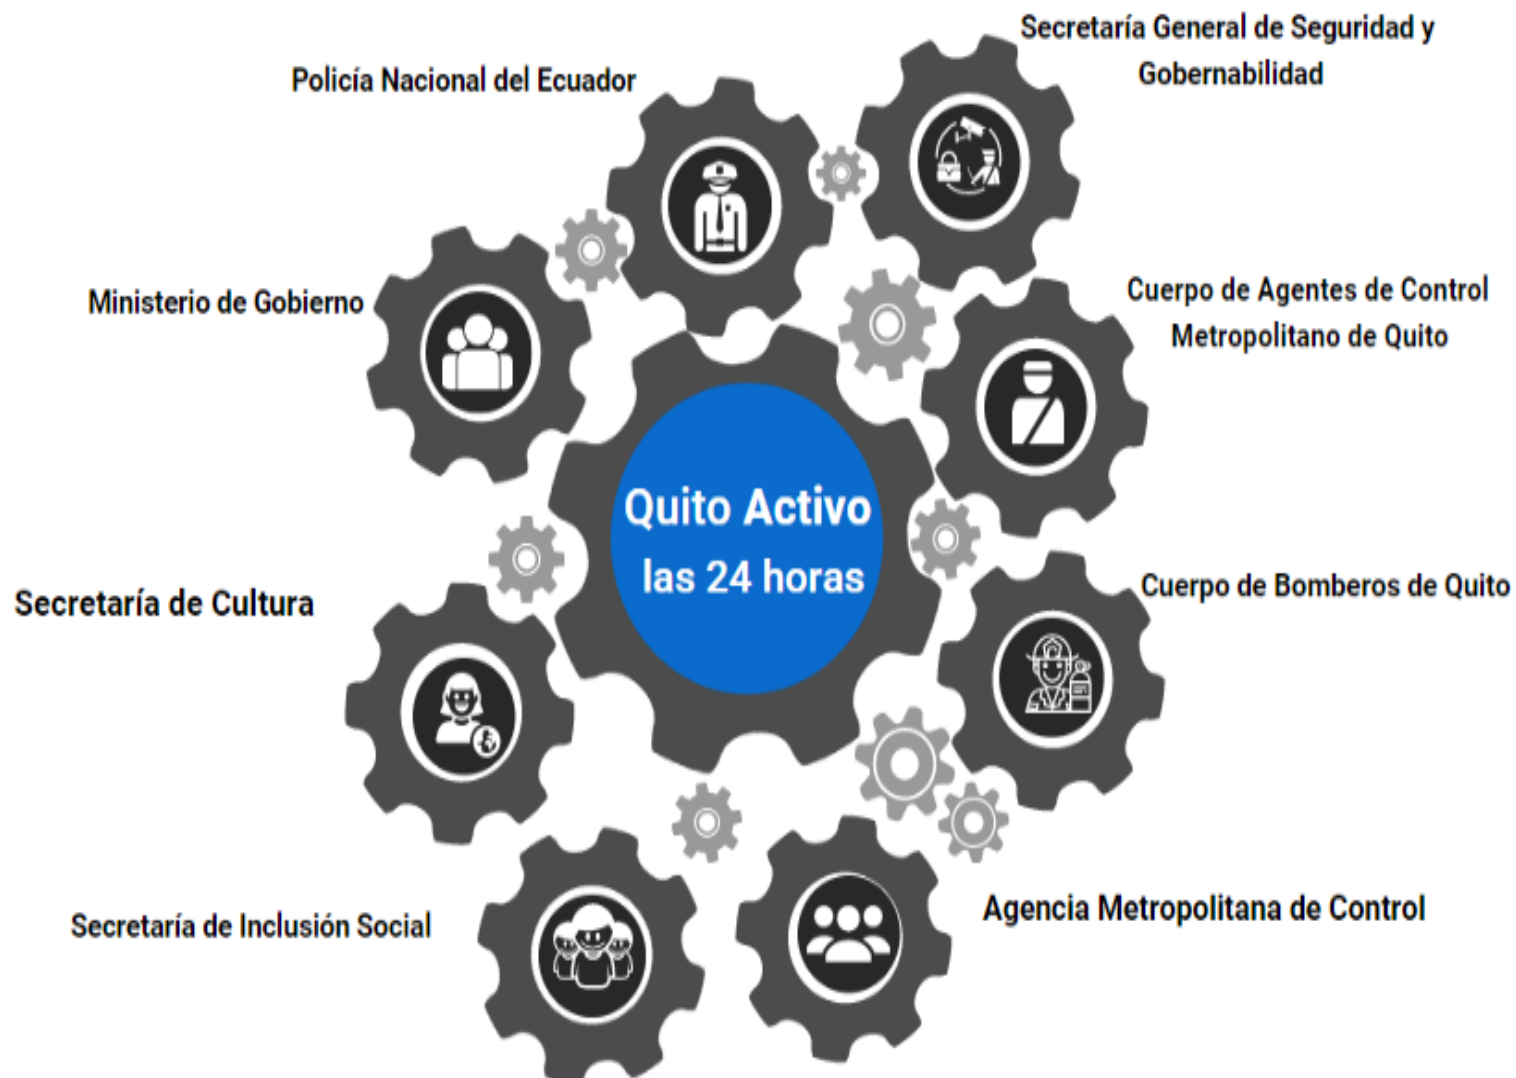 Secretaría General de Seguridad y
Gobernabilidad
Policía Nacional del Ecuador
Ministerio de Gobierno
Cuerpo de Agentes de Control
Metropolitano de Quito
Quito Activo
las 24 horas
Secretaría de Cultura
Cuerpo de Bomberos de Quito
Secretaría de Inclusión Social
Agencia Metropolitana de Control